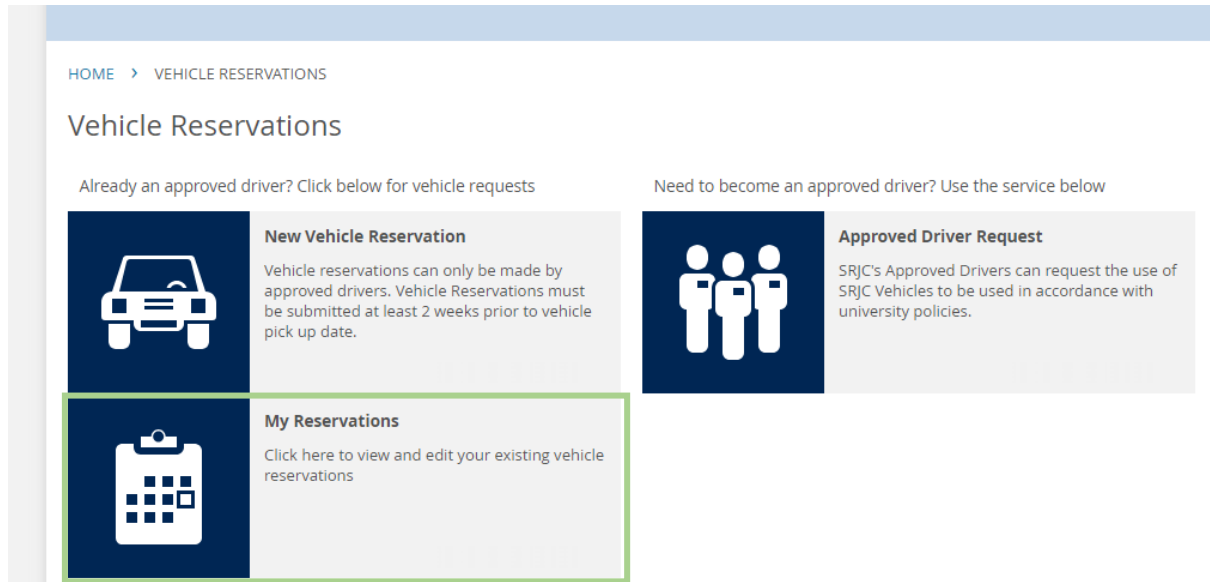 HOME > VEHICLE RESERVATIONS
Vehicle Reservations
Already an approved driver? Click below for vehicle requests
New Vehicle Reservation
Vehicle reservations can only be made by
approved drivers. Vehicle Reservations must
be submitted at least 2 weeks prior to vehicle
pick up date.
My Reservations
Click here to view and edit your existing vehicle
reservations
Need to become an approved driver? Use the service below
Approved Driver Request
SRJC's Approved Drivers can request the use of
SRJC Vehicles to be used in accordance with
university policies.